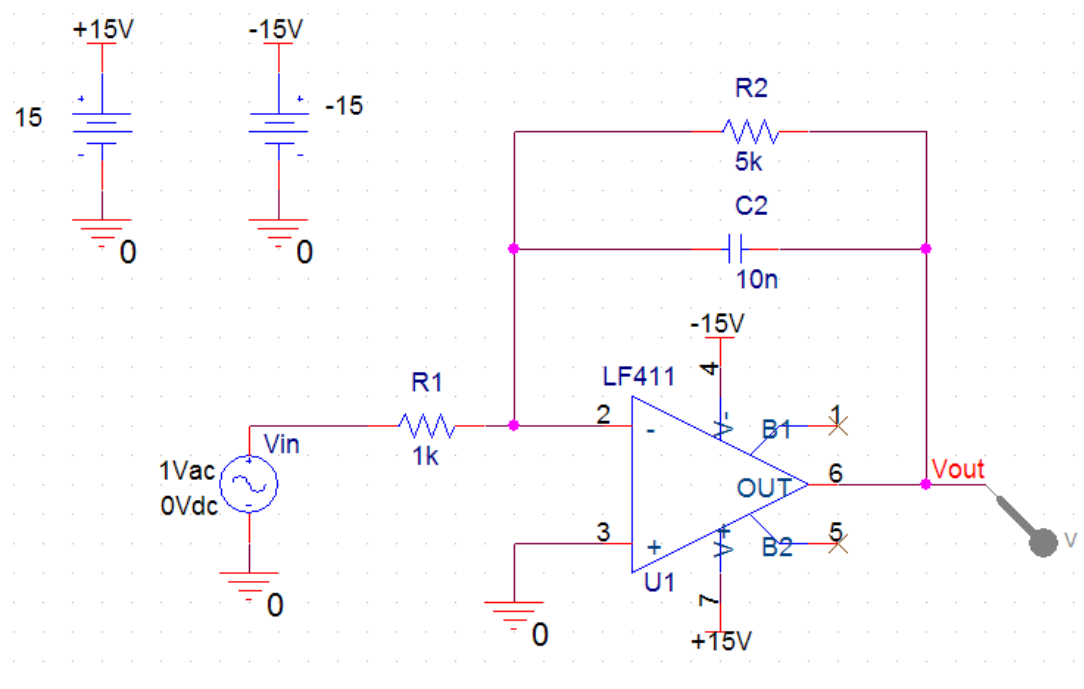 +15V
-15V
15
-15
0
0
R2
5k
C2
10n
-15V
4
LF411
R1
1k
2
-
V-
B1
1
Vin
1Vac
0Vdc
OUT
6
Vout
V
3
+
V+
B2
5
U1
7
+15V
0
0